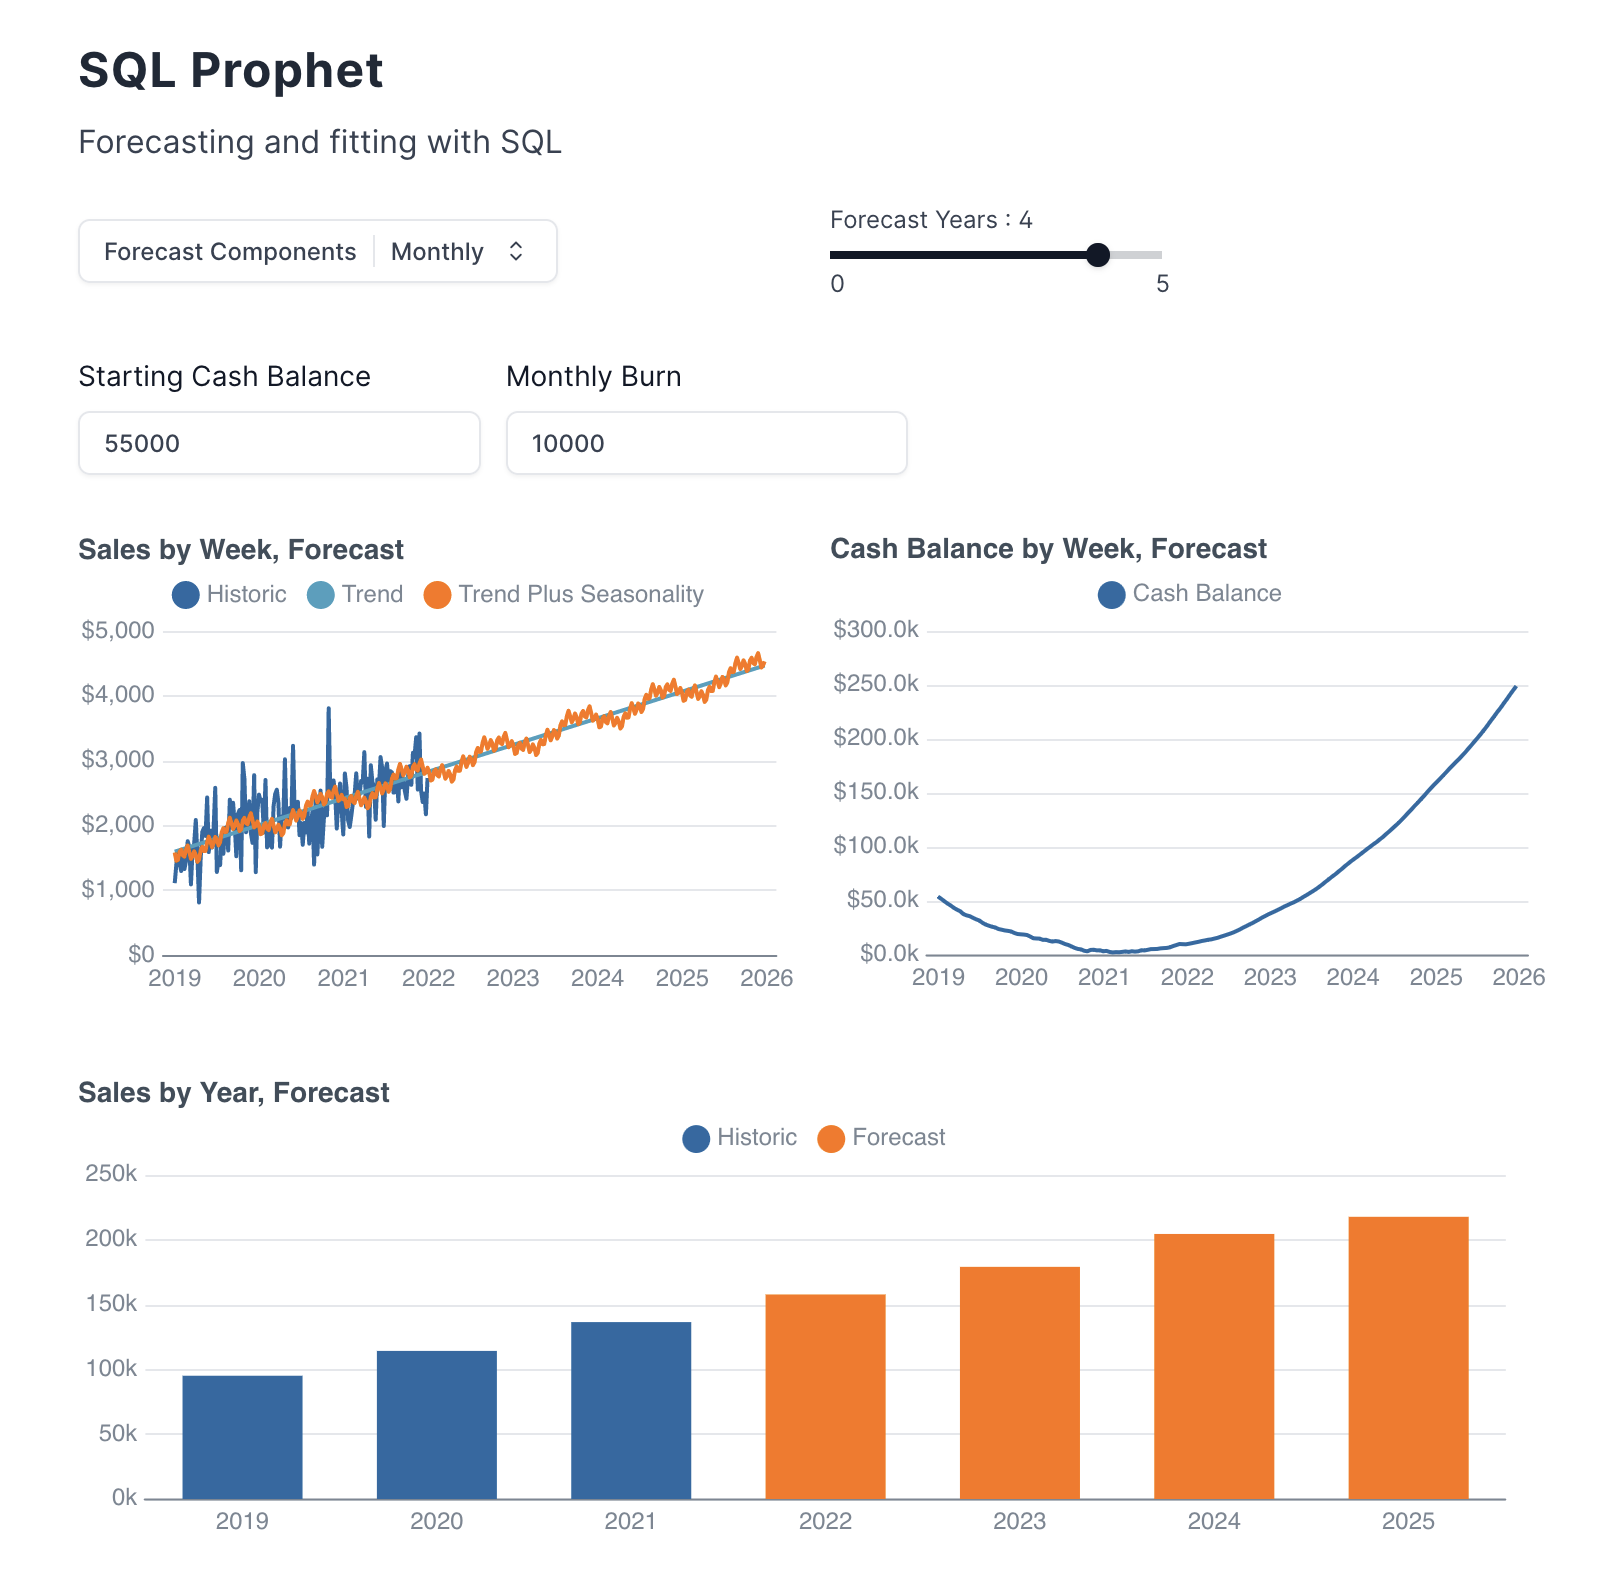 SQL Prophet
Forecasting and fitting with SQL
Forecast Components Monthly
Forecast Years : 4
0 5
Starting Cash Balance Monthly Burn
55000 10000
Sales by Week, Forecast
Historic Trend Trend Plus Seasonality
$5,000
$4,000
$3,000
$2,000
$1,000
$0
2019 2020 2021 2022 2023 2024 2025 2026
Cash Balance by Week, Forecast
Cash Balance
$300.0k
$250.0k
$200.0k
$150.0k
$100.0k
$50.0k
$0.0k
2019 2020 2021 2022 2023 2024 2025 2026
Sales by Year, Forecast
Historic Forecast
250k
200k
150k
100k
50k
0k
2019 2020 2021 2022 2023 2024 2025